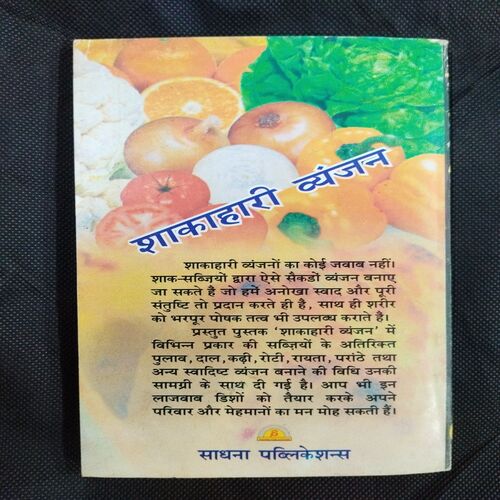 शाकाहारी व्यंजन
शाकाहारी व्यंजनों का कोई जवाब नहीं।
शाक-सब्जियो द्वारा ऐसे सैकडों व्यंजन बनाए
जा सकते है जो हमें अनोखा स्वाद और पूरी
संतुष्टि तो प्रदान करते ही है, साथ ही शरीर
को भरपूर पोषक तत्व भी उपलब्ध कराते है।
प्रस्तुत पुस्तक 'शाकाहारी व्यंजन' में
विभिन्न प्रकार की सब्ज़ियों के अतिरिक्त
पुलाव, दाल, कढ़ी, रोटी, रायता, परांठे तथा
अन्य स्वादिष्ट व्यंजन बनाने की विधि उनकी
सामग्री के साथ दी गई है। आप भी इन
लाजवाब डिशों को तैयार करके अपने
परिवार और मेहमानों का मन मोह सकती हैं।
साधना पब्लिकेशन्स